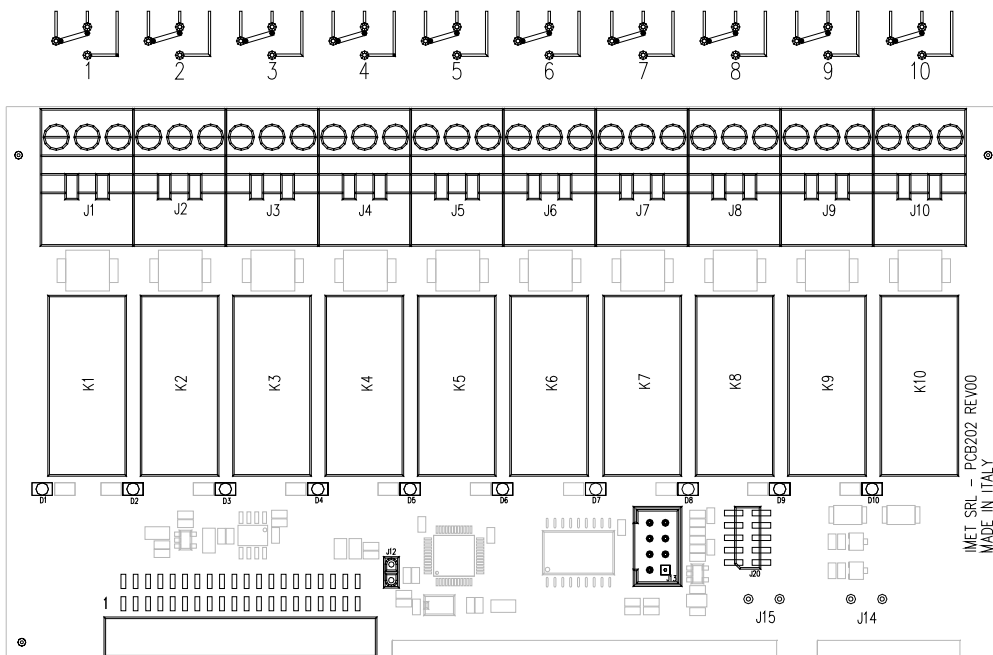 1 2 3 4 5 6 7 8 9 10
J1 J2 J3 J4 J5 J6 J7 J8 J9 J10
K1 K2 K3 K4 K5 K6 K7 K8 K9 K10
IMET SRL - PCB202 REV00
MADE IN ITALY
D1 D2 D3 D4 D5 D6 D7 D8 D9 D10
J12
J13
J20
1
J15
J14